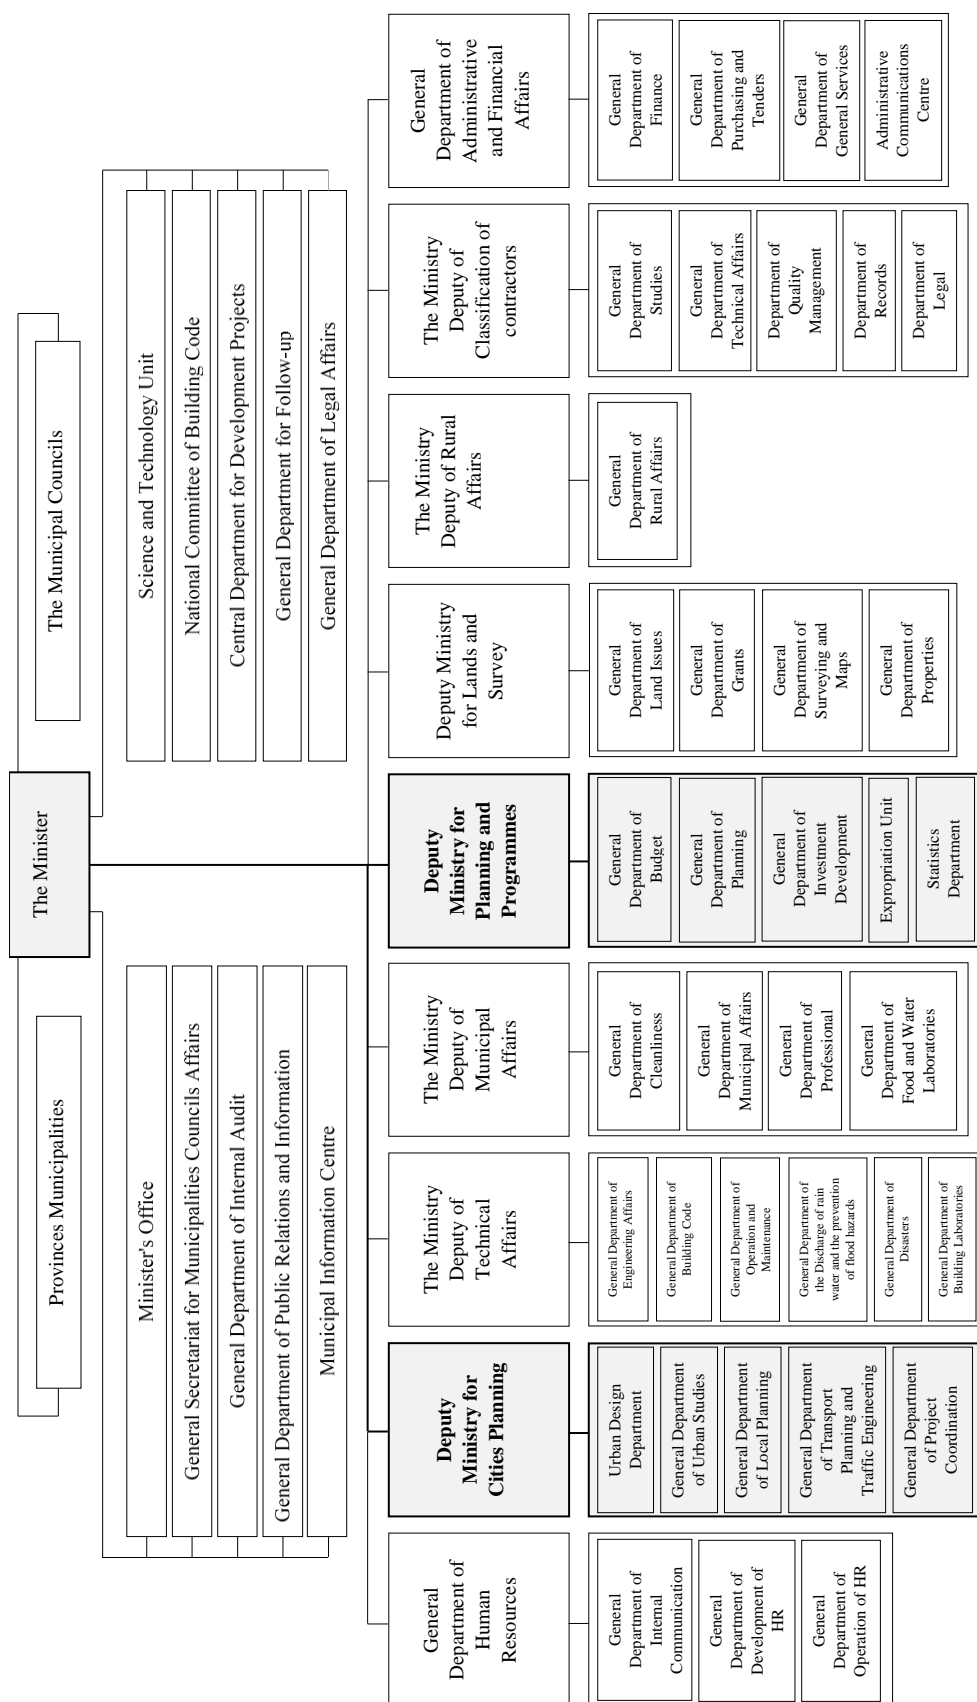 The Minister
Provinces Municipalities
The Municipal Councils
Minister's Office
General Secretariat for Municipalities Councils Affairs
General Department of Internal Audit
General Department of Public Relations and Information
Municipal Information Centre
Science and Technology Unit
National Committee of Building Code
Central Department for Development Projects
General Department for Follow-up
General Department of Legal Affairs
General
Department of
Human
Resources
General
Department of
Internal
Communication
General
Department of
Development of
HR
General
Department of
Operation of HR
Deputy
Ministry for
Cities Planning
Urban Design
Department
General Department
of Urban Studies
General Department
of Local Planning
General Department
of Transport
Planning and
Traffic Engineering
General Department
of Project
Coordination
The Ministry
Deputy of
Technical
Affairs
General Department of
Engineering Affairs
General Department of
Building Code
General Department of
Operation and
Maintenance
General Department of
the Discharge of rain
water and the prevention
of flood hazards
General Department of
Disasters
General Department of
Building Laboratories
The Ministry
Deputy of
Municipal
Affairs
General
Department of
Cleanliness
General
Department of
Municipal Affairs
General
Department of
Professional
General
Department of
Food and Water
Laboratories
Deputy
Ministry for
Planning and
Programmes
General
Department of
Budget
General
Department of
Planning
General
Department of
Investment
Development
Expropriation Unit
Statistics
Department
Deputy Ministry
for Lands and
Survey
General
Department of
Land Issues
General
Department of
Grants
General
Department of
Surveying and
Maps
General
Department of
Properties
The Ministry
Deputy of Rural
Affairs
General
Department of
Rural Affairs
The Ministry
Deputy of
Classification of
contractors
General
Department of
Studies
General
Department of
Technical Affairs
Department of
Quality
Management
Department of
Records
Department of
Legal
General
Department of
Administrative
and Financial
Affairs
General
Department of
Finance
General
Department of
Purchasing and
Tenders
General
Department of
General Services
Administrative
Communications
Centre